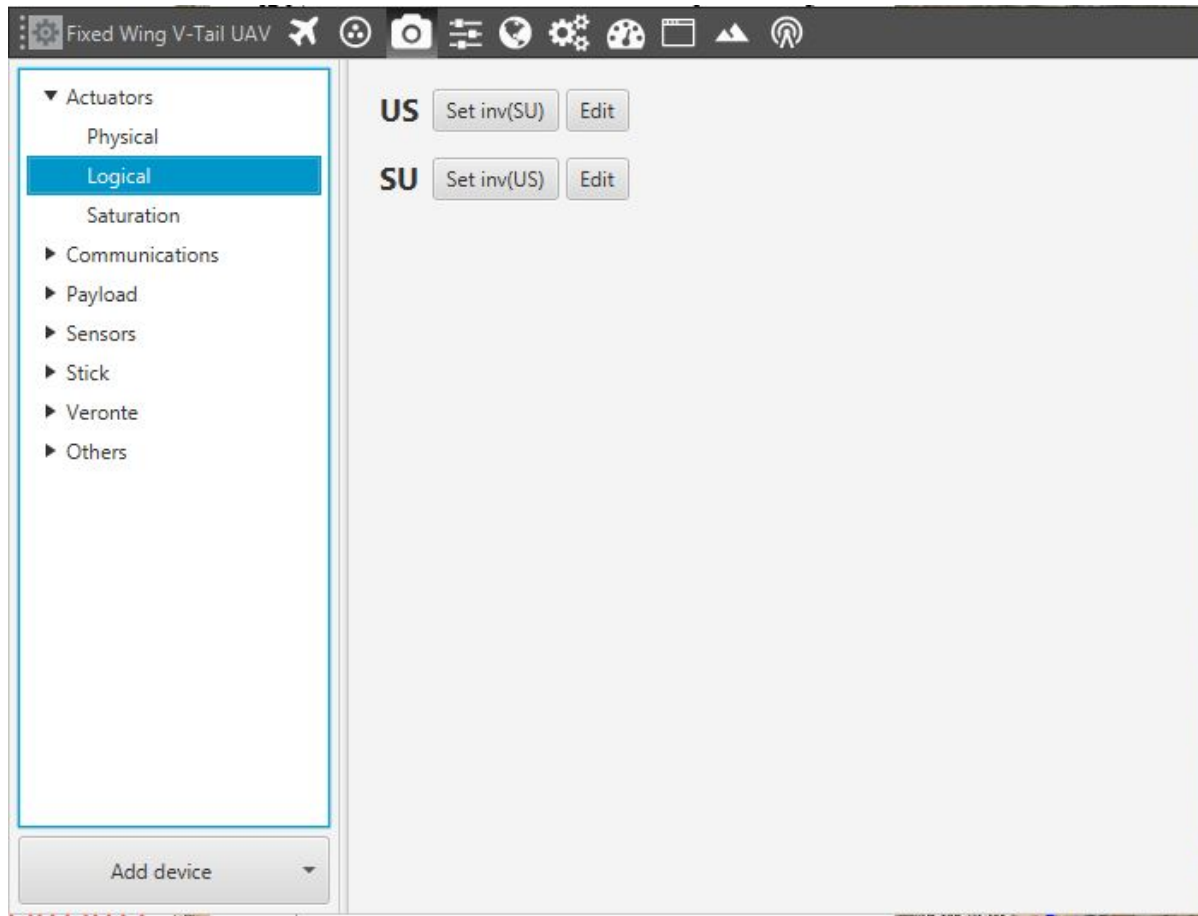 Fixed Wing V-Tail UAV
Actuators
Physical
Logical
Saturation
Communications
Payload
Sensors
Stick
Veronte
Others
Add device
US Set inv(SU) Edit
SU Set inv(US) Edit